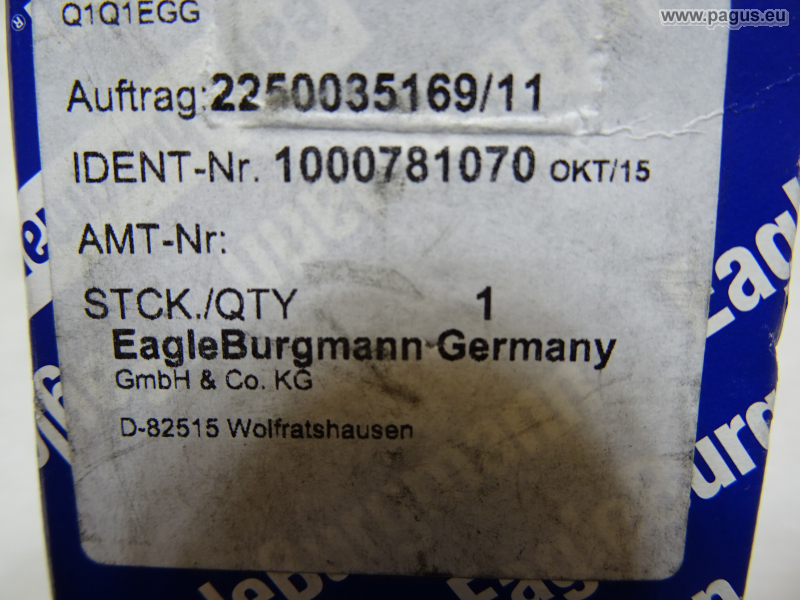 www.pagus.eu
Q1Q1EGG
Auftrag:2250035169/11
IDENT-Nr. 1000781070 OKT/15
AMT-Nr:
STCK./QTY 1
EagleBurgmann Germany
GmbH & Co. KG
D-82515 Wolfratshausen